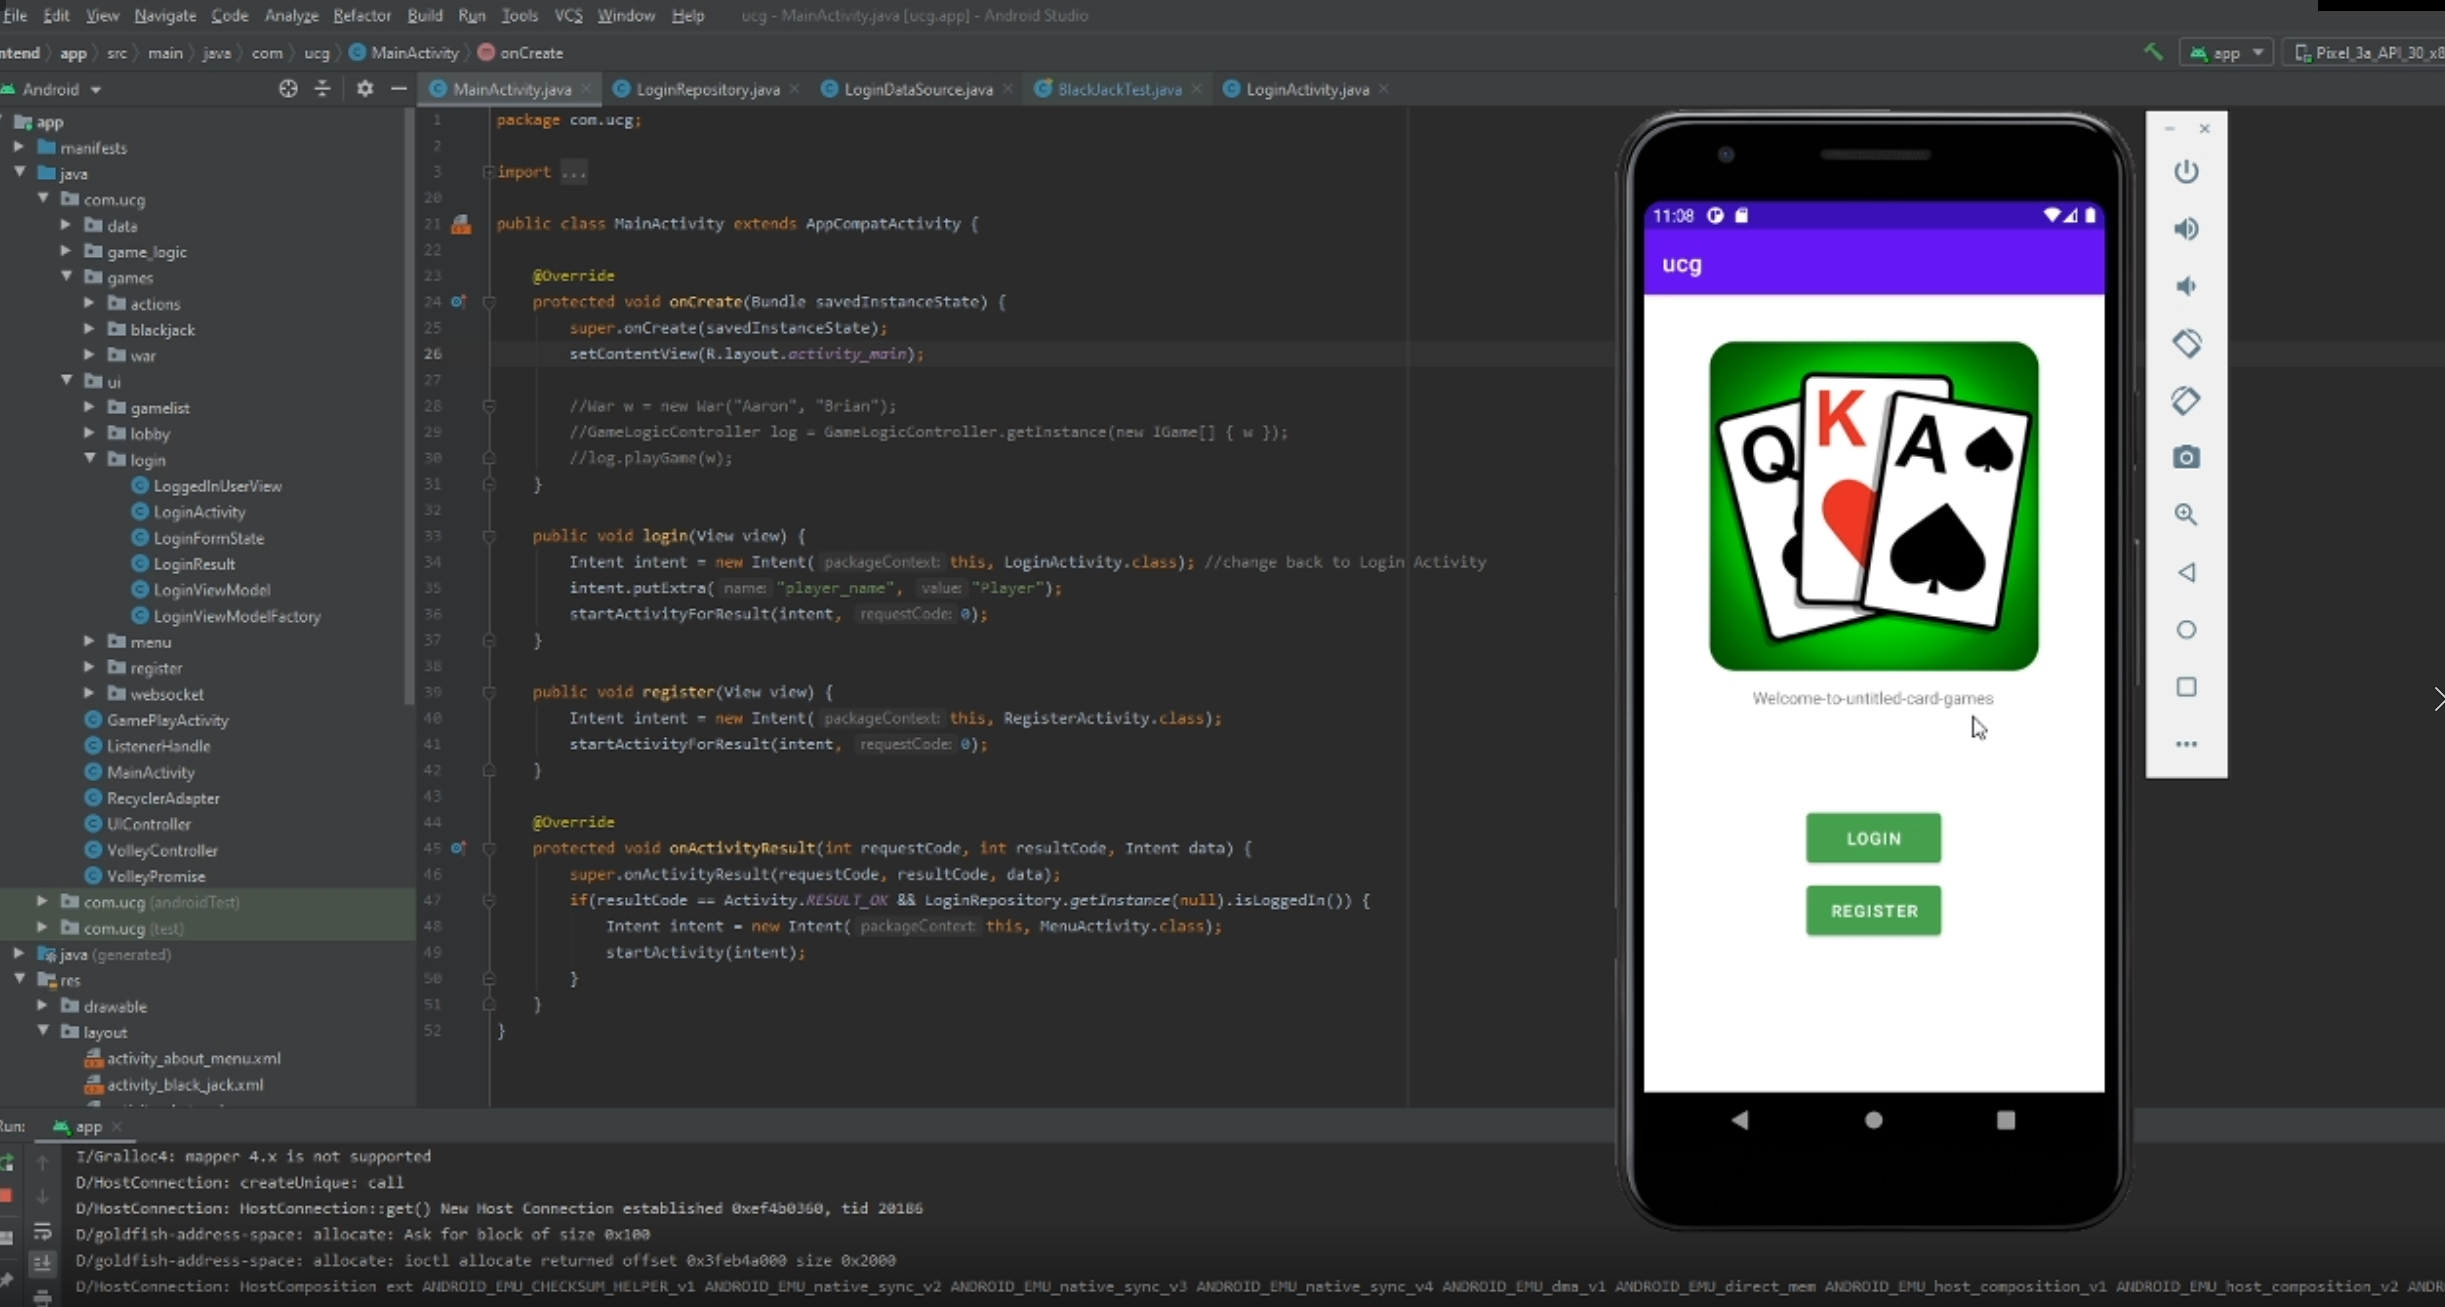 File Edit View Navigate Code Analyze Refactor Build Run Tools VCS Window Help ucg - MainActivity.java [ucg.app] - Android Studio
ntend app src main java com ucg MainActivity onCreate app Pixel_3a_API_30_x8
Android MainActivity.java LoginRepository.java LoginDataSource.java BlackJackTest.java LoginActivity.java
app
manifests
java
com.ucg
data
game_logic
games
actions
blackjack
war
ui
gamelist
lobby
login
LoggedInUserView
LoginActivity
LoginFormState
LoginResult
LoginViewModel
LoginViewModelFactory
menu
register
websocket
GamePlayActivity
ListenerHandle
MainActivity
RecyclerAdapter
UIController
VolleyController
VolleyPromise
com.ucg (androidTest)
com.ucg (test)
java (generated)
res
drawable
layout
activity_about_menu.xml
activity_black_jack.xml
1 package com.ucg;
2
3 import ...
20
21 public class MainActivity extends AppCompatActivity {
22
23 @Override
24 protected void onCreate(Bundle savedInstanceState) {
25 super.onCreate(savedInstanceState);
26 setContentView(R.layout.activity_main);
27
28 //War w = new War("Aaron", "Brian");
29 //GameLogicController log = GameLogicController.getInstance(new IGame[] { w });
30 //log.playGame(w);
31 }
32
33 public void login(View view) {
34 Intent intent = new Intent( packageContext: this, LoginActivity.class); //change back to Login Activity
35 intent.putExtra( name: "player_name", value: "Player");
36 startActivityForResult(intent, requestCode: 0);
37 }
38
39 public void register(View view) {
40 Intent intent = new Intent( packageContext: this, RegisterActivity.class);
41 startActivityForResult(intent, requestCode: 0);
42 }
43
44 @Override
45 protected void onActivityResult(int requestCode, int resultCode, Intent data) {
46 super.onActivityResult(requestCode, resultCode, data);
47 if(resultCode == Activity.RESULT_OK && LoginRepository.getInstance(null).isLoggedIn()) {
48 Intent intent = new Intent( packageContext: this, MenuActivity.class);
49 startActivity(intent);
50 }
51 }
52 }
11:08
ucg
Q K A
Welcome-to-untitled-card-games
LOGIN
REGISTER
Run: app
I/Gralloc4: mapper 4.x is not supported
D/HostConnection: createUnique: call
D/HostConnection: HostConnection::get() New Host Connection established 0xef4b0360, tid 20186
D/goldfish-address-space: allocate: Ask for block of size 0x100
D/goldfish-address-space: allocate: ioctl allocate returned offset 0x3feb4a000 size 0x2000
D/HostConnection: HostComposition ext ANDROID_EMU_CHECKSUM_HELPER_v1 ANDROID_EMU_native_sync_v2 ANDROID_EMU_native_sync_v3 ANDROID_EMU_native_sync_v4 ANDROID_EMU_dma_v1 ANDROID_EMU_direct_mem ANDROID_EMU_host_composition_v1 ANDROID_EMU_host_composition_v2 ANDR